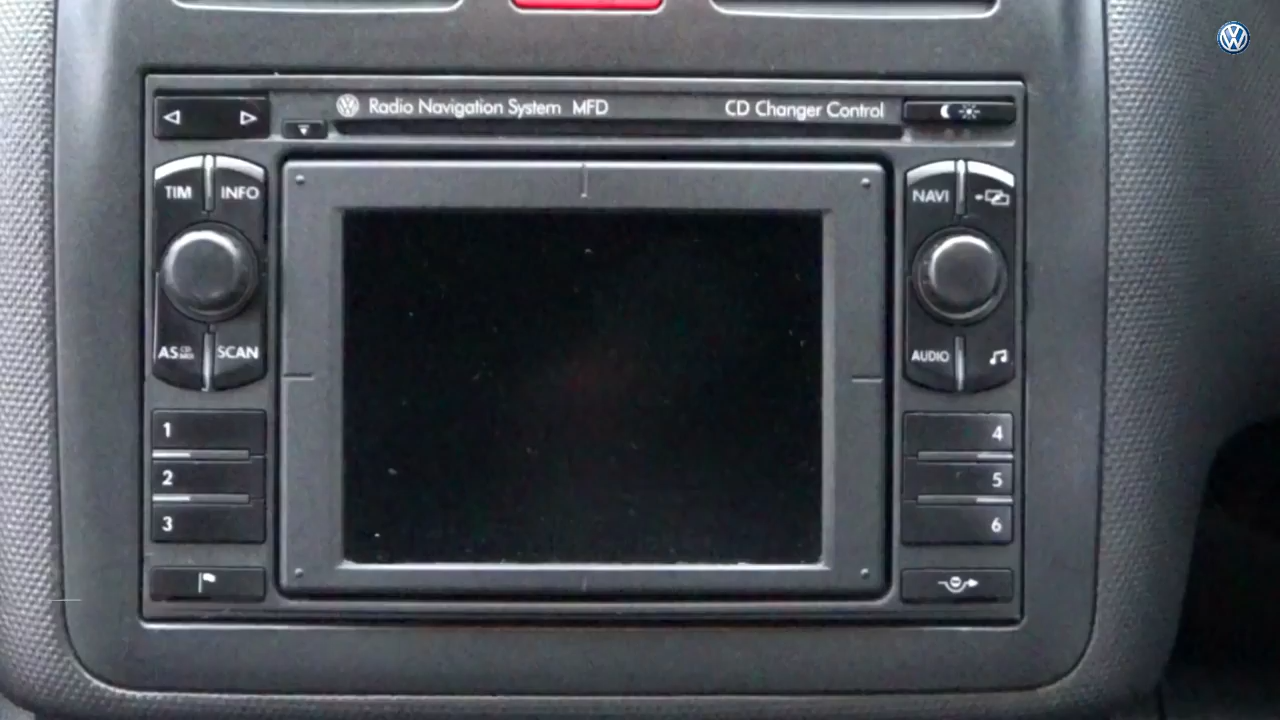 Radio Navigation System MFD CD Changer Control
TIM INFO
NAVI
AS CD SCAN
AUDIO
1
2
3
4
5
6